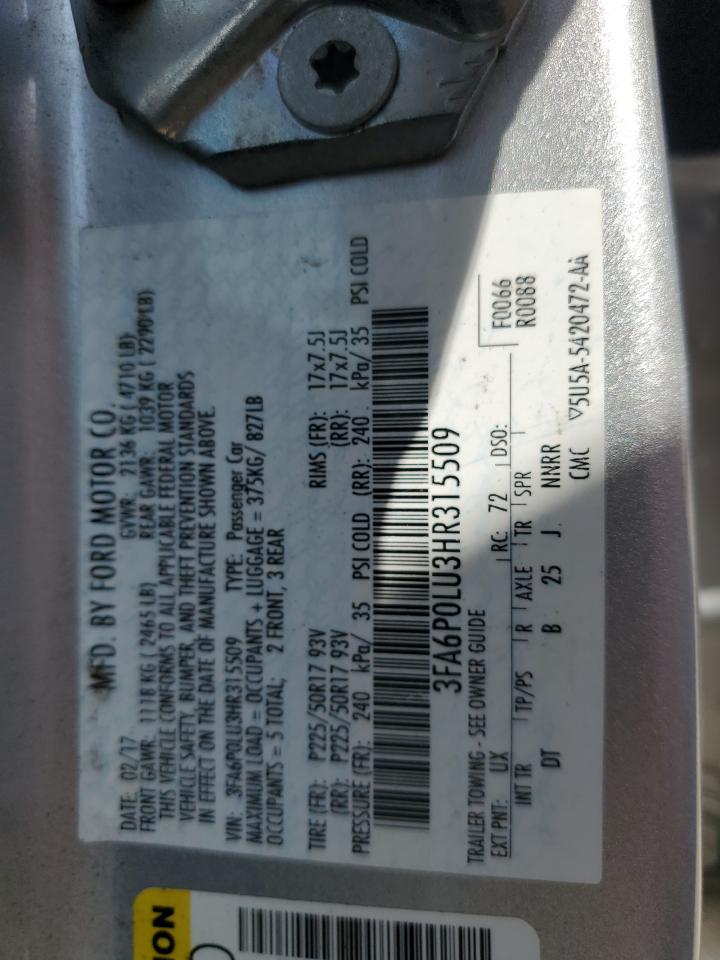 MFD. BY FORD MOTOR CO.
DATE: 02/17 GVWR: 2136 KG ( 4710 LB)
FRONT GAWR: 1118 KG ( 2465 LB) REAR GAWR: 1039 KG ( 2290 LB)
THIS VEHICLE CONFORMS TO ALL APPLICABLE FEDERAL MOTOR
VEHICLE SAFETY, BUMPER, AND THEFT PREVENTION STANDARDS
IN EFFECT ON THE DATE OF MANUFACTURE SHOWN ABOVE.
VIN: 3FA6P0LU3HR315509 TYPE: Passenger Car
MAXIMUM LOAD = OCCUPANTS + LUGGAGE = 375KG/ 827LB
OCCUPANTS = 5 TOTAL; 2 FRONT, 3 REAR
TIRE (FR): P225/50R17 93V RIMS (FR): 17x7.5J
(RR): P225/50R17 93V (RR): 17x7.5J
PRESSURE (FR): 240 kPa/ 35 PSI COLD (RR): 240 kPa/ 35 PSI COLD
3FA6P0LU3HR315509
TRAILER TOWING - SEE OWNER GUIDE
F0066
R0088
EXT PNT: UX RC: 72 DSO:
INT TR TP/PS R AXLE TR SPR
DT B 25 J NNRR
CMC
5U5A-5420472-AA
ION